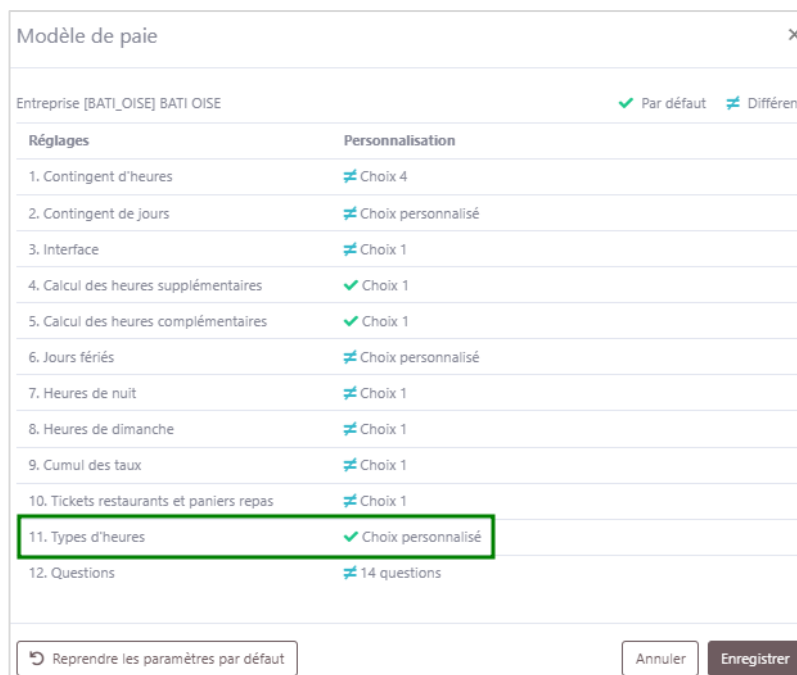 Modèle de paie
Entreprise [BATI_OISE] BATI OISE Par défaut Différen
Réglages Personnalisation
1. Contingent d'heures Choix 4
2. Contingent de jours Choix personnalisé
3. Interface Choix 1
4. Calcul des heures supplémentaires Choix 1
5. Calcul des heures complémentaires Choix 1
6. Jours fériés Choix personnalisé
7. Heures de nuit Choix 1
8. Heures de dimanche Choix 1
9. Cumul des taux Choix 1
10. Tickets restaurants et paniers repas Choix 1
11. Types d'heures Choix personnalisé
12. Questions 14 questions
Reprendre les paramètres par défaut Annuler Enregistrer